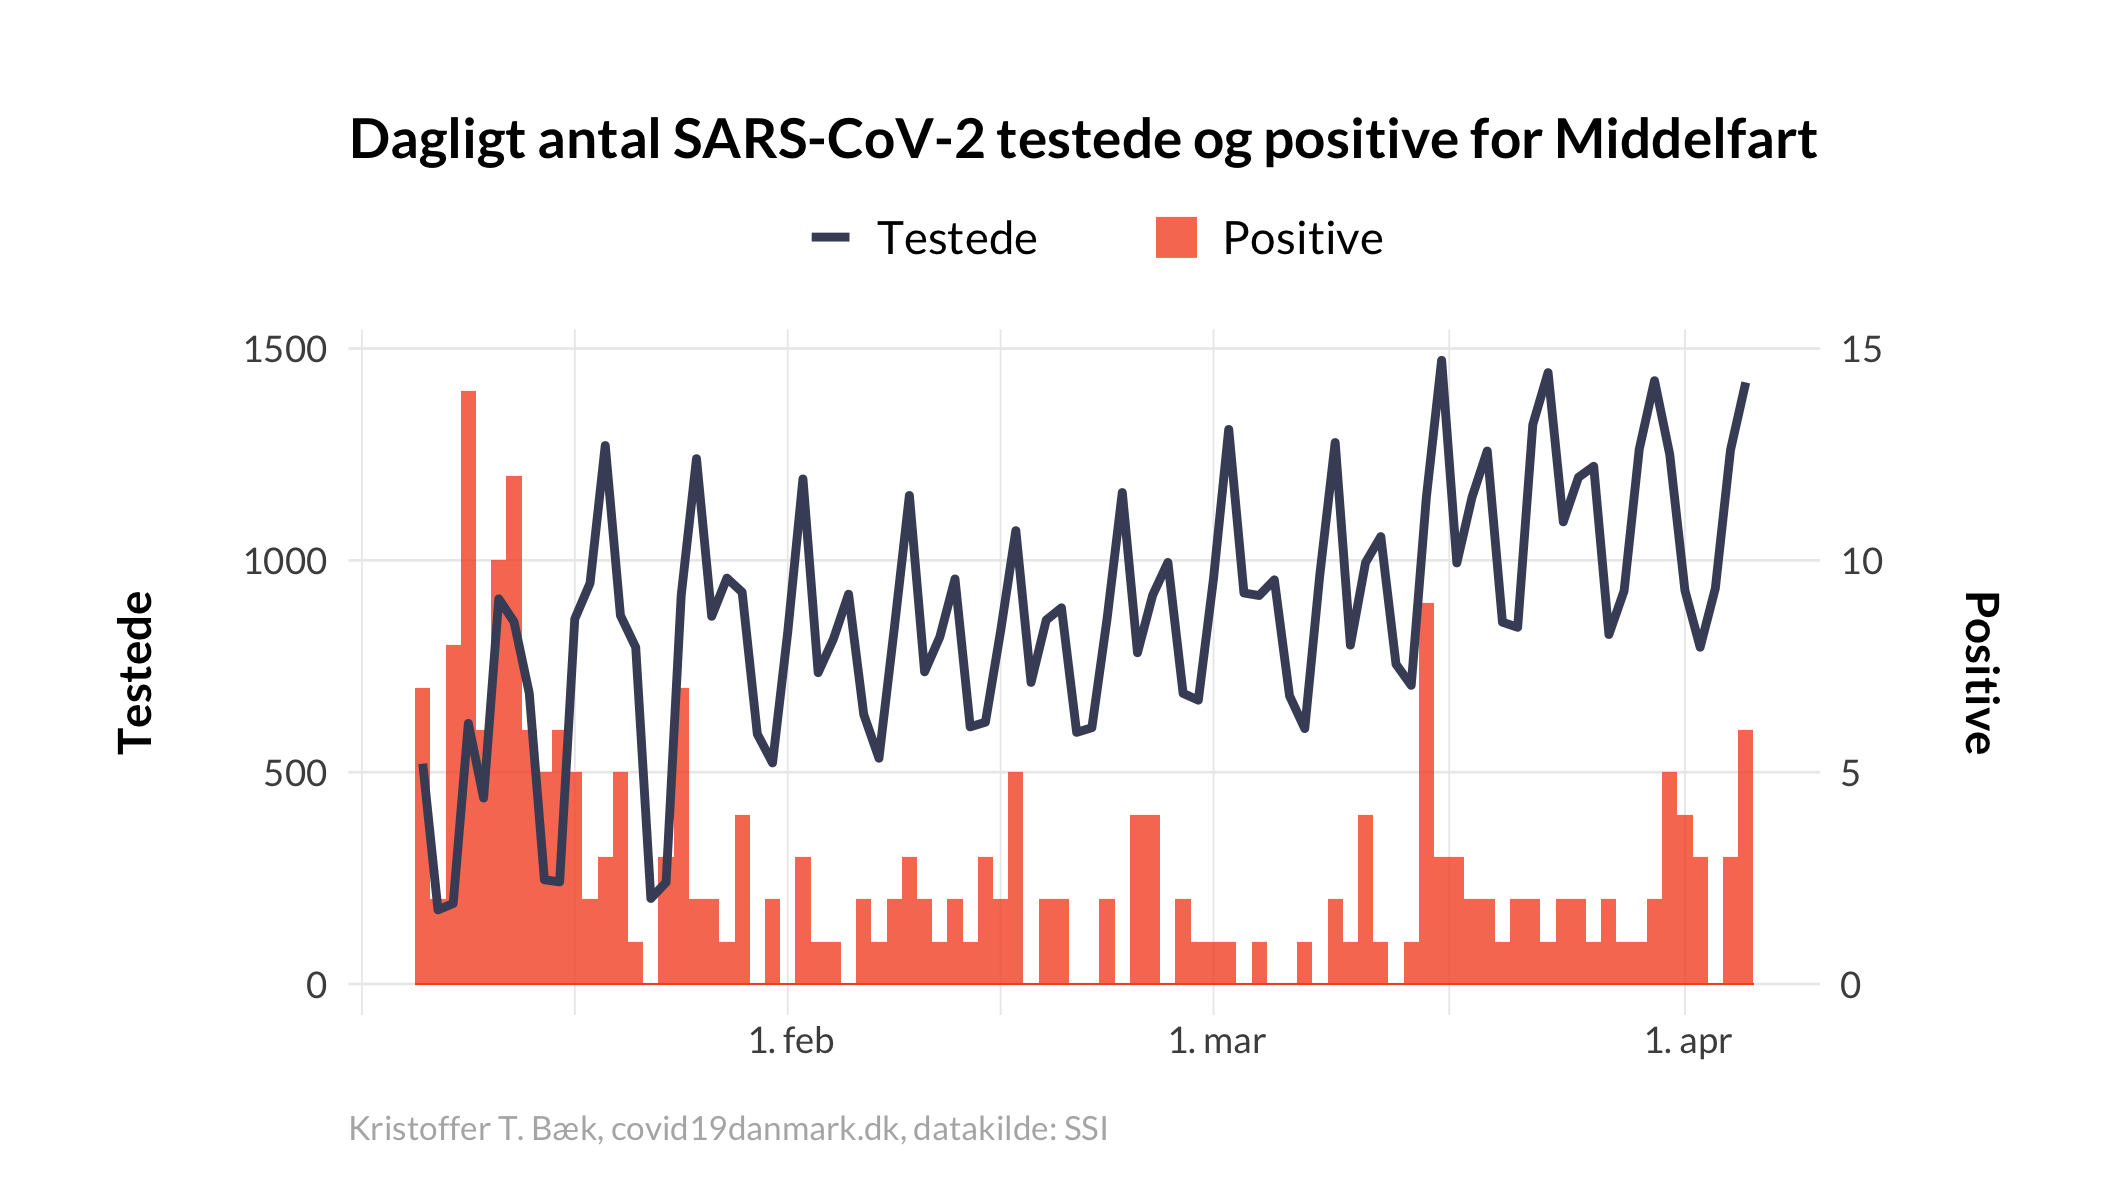 Dagligt antal SARS-CoV-2 testede og positive for Middelfart
Testede Positive
1500 15
1000 10
500 5
0 0
Testede
Positive
1. feb 1. mar 1. apr
Kristoffer T. Bæk, covid19danmark.dk, datakilde: SSI